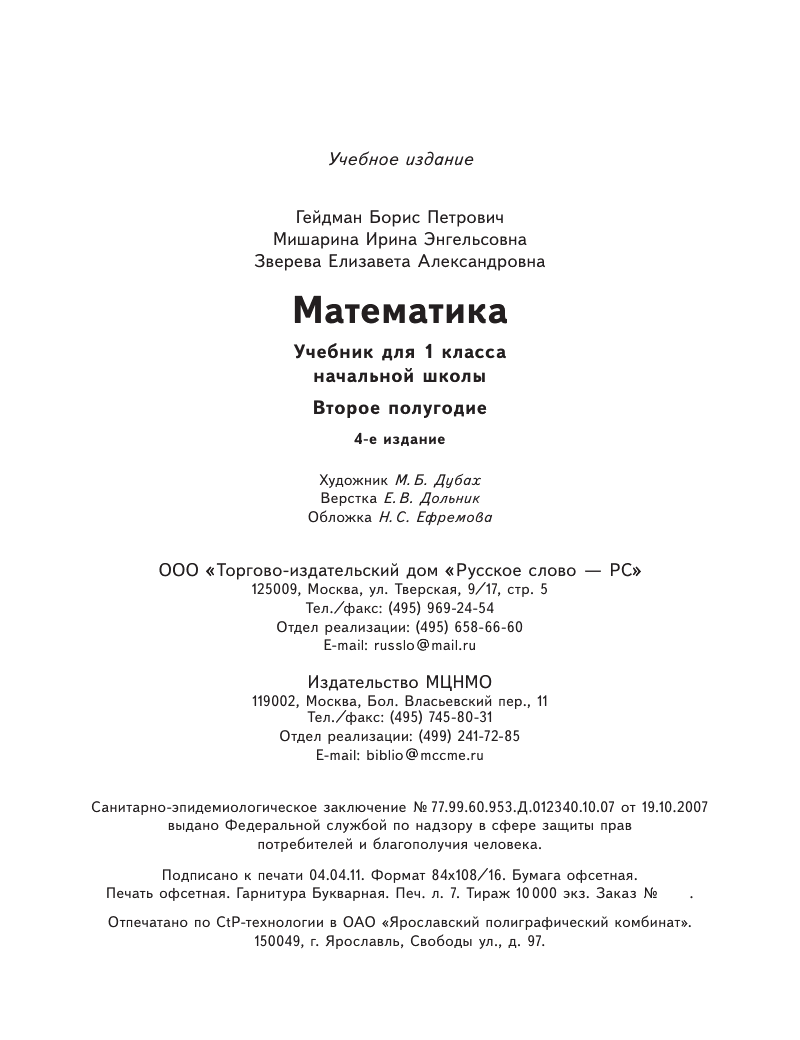 Учебное издание
Гейдман Борис Петрович
Мишарина Ирина Энгельсовна
Зверева Елизавета Александровна
Математика
Учебник для 1 класса
начальной школы
Второе полугодие
4-е издание
Художник М. Б. Дубах
Верстка Е. В. Дольник
Обложка Н. С. Ефремова
ООО «Торгово-издательский дом «Русское слово — РС»
125009, Москва, ул. Тверская, 9/17, стр. 5
Тел./факс: (495) 969-24-54
Отдел реализации: (495) 658-66-60
E-mail: russlo@mail.ru
Издательство МЦНМО
119002, Москва, Бол. Власьевский пер., 11
Тел./факс: (495) 745-80-31
Отдел реализации: (499) 241-72-85
E-mail: biblio@mccme.ru
Санитарно-эпидемиологическое заключение № 77.99.60.953.Д.012340.10.07 от 19.10.2007
выдано Федеральной службой по надзору в сфере защиты прав
потребителей и благополучия человека.
Подписано к печати 04.04.11. Формат 84х108/16. Бумага офсетная.
Печать офсетная. Гарнитура Букварная. Печ. л. 7. Тираж 10 000 экз. Заказ № .
Отпечатано по CtP-технологии в ОАО «Ярославский полиграфический комбинат».
150049, г. Ярославль, Свободы ул., д. 97.